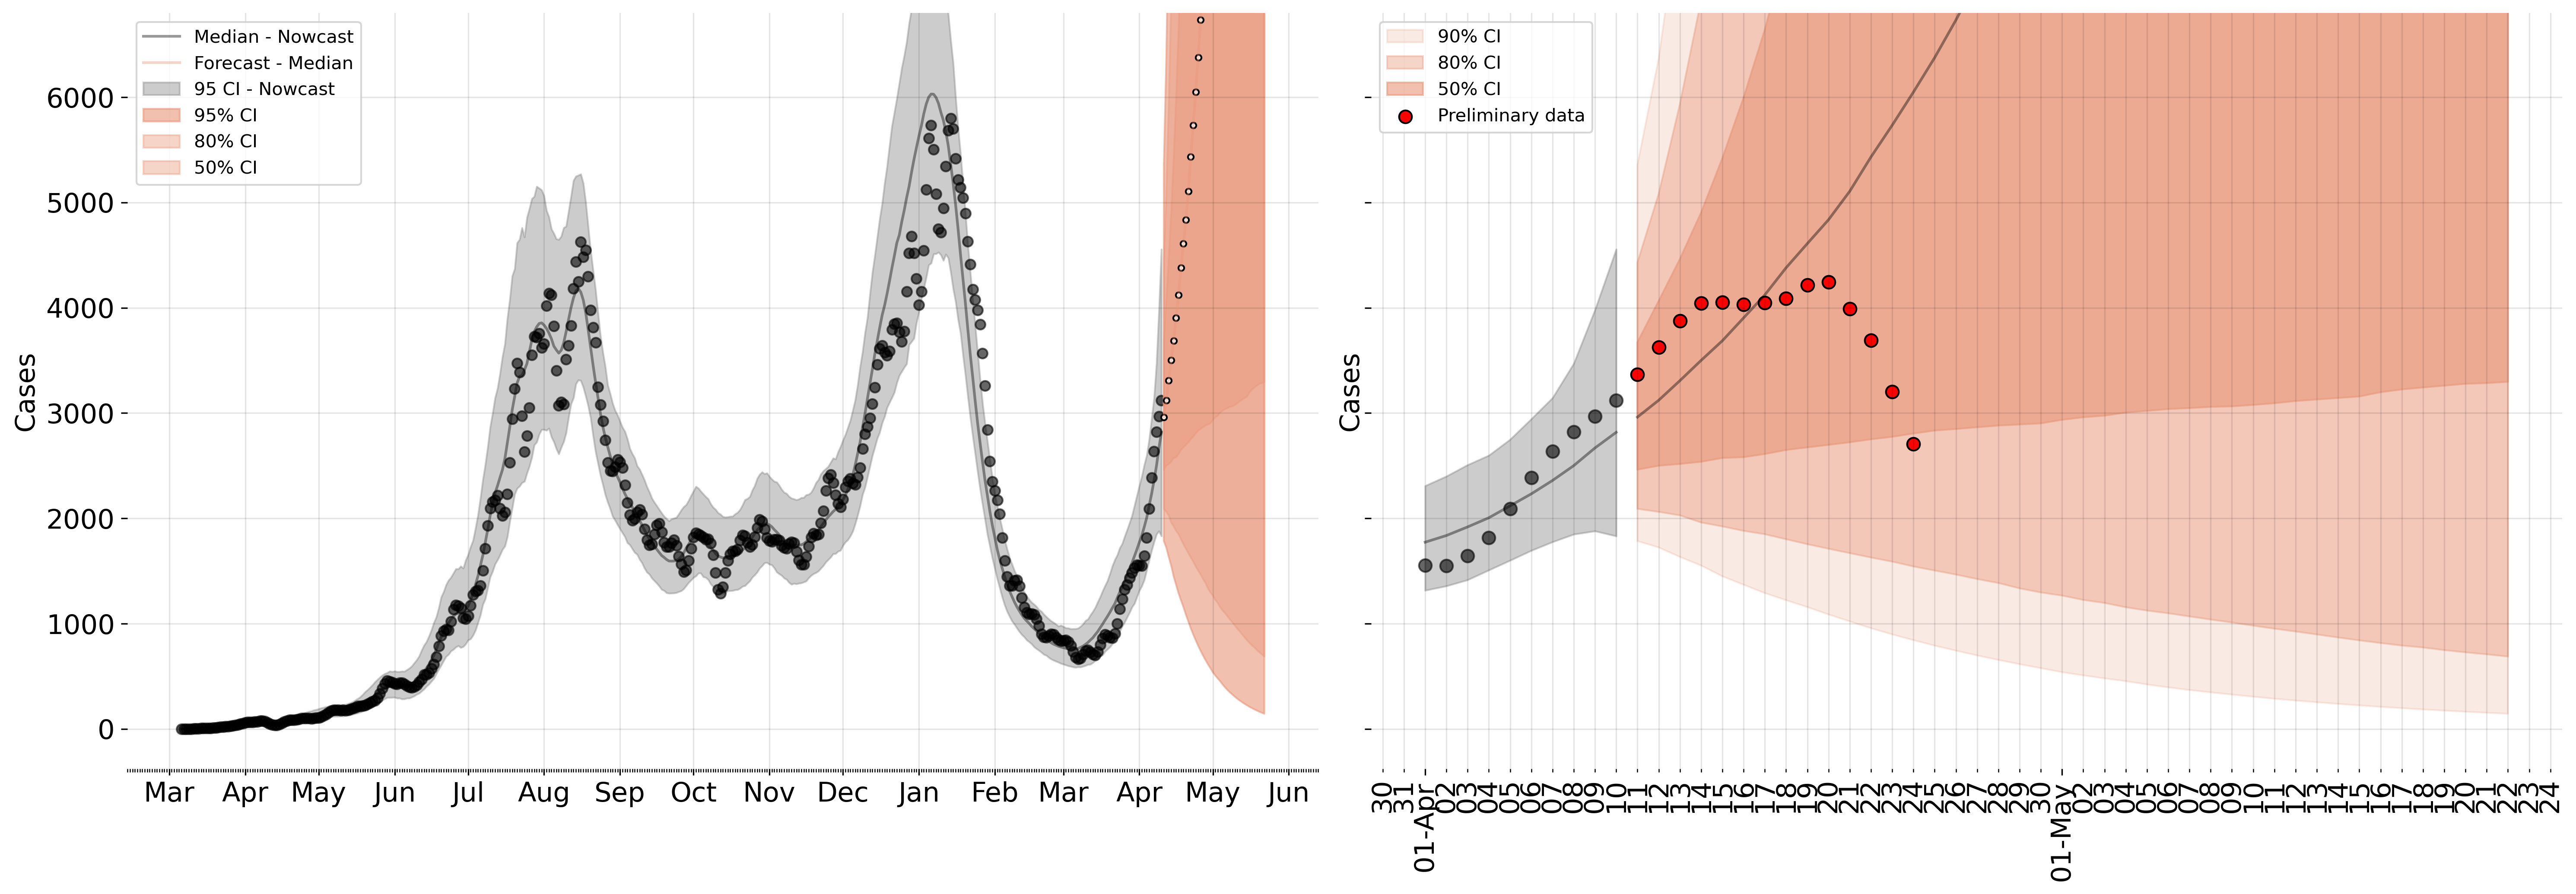 Median - Nowcast
Forecast - Median
95 CI - Nowcast
95% CI
80% CI
50% CI
Cases
6000
5000
4000
3000
2000
1000
0
Mar Apr May Jun Jul Aug Sep Oct Nov Dec Jan Feb Mar Apr May Jun
90% CI
80% CI
50% CI
Preliminary data
Cases
30 31 01-Apr 02 03 04 05 06 07 08 09 10 11 12 13 14 15 16 17 18 19 20 21 22 23 24 25 26 27 28 29 30 01-May 02 03 04 05 06 07 08 09 10 11 12 13 14 15 16 17 18 19 20 21 22 23 24